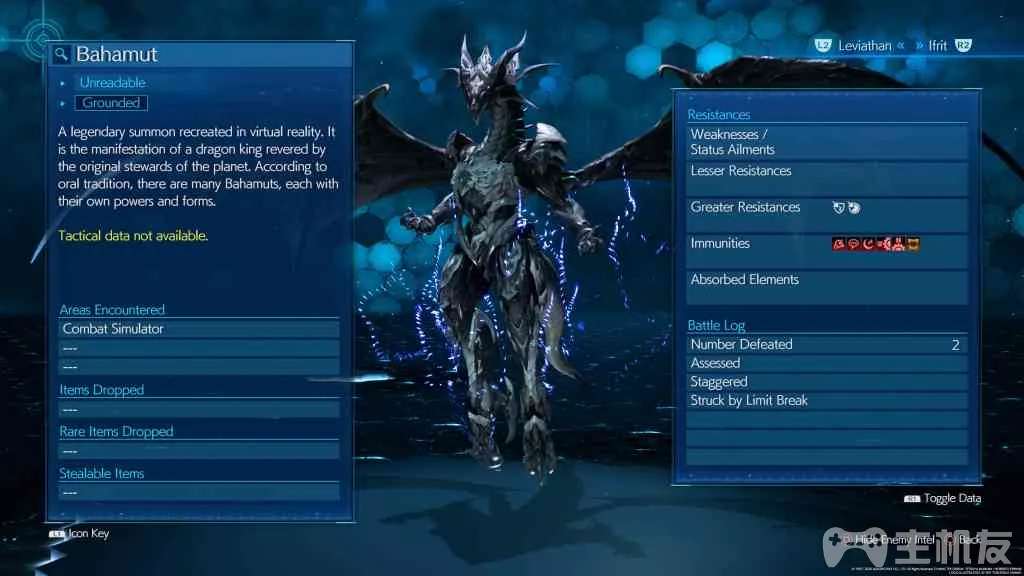 Bahamut
Unreadable
Grounded
A legendary summon recreated in virtual reality. It
is the manifestation of a dragon king revered by
the original stewards of the planet. According to
oral tradition, there are many Bahamuts, each with
their own powers and forms.
Tactical data not available.
Areas Encountered
Combat Simulator
---
---
Items Dropped
---
Rare Items Dropped
---
Stealable Items
---
L1 Icon Key
L2 Leviathan « » Ifrit R2
Resistances
Weaknesses /
Status Ailments
Lesser Resistances
Greater Resistances
Immunities
Absorbed Elements
Battle Log
Number Defeated 2
Assessed
Staggered
Struck by Limit Break
R1 Toggle Data
Hide Enemy Intel Back
主机友